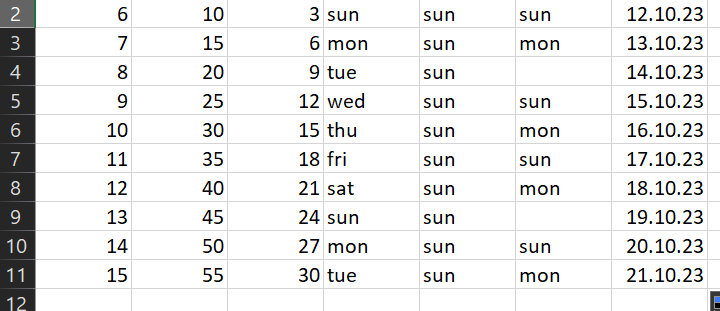 2 6 10 3 sun sun sun 12.10.23
3 7 15 6 mon sun mon 13.10.23
4 8 20 9 tue sun 14.10.23
5 9 25 12 wed sun sun 15.10.23
6 10 30 15 thu sun mon 16.10.23
7 11 35 18 fri sun sun 17.10.23
8 12 40 21 sat sun mon 18.10.23
9 13 45 24 sun sun 19.10.23
10 14 50 27 mon sun sun 20.10.23
11 15 55 30 tue sun mon 21.10.23
12